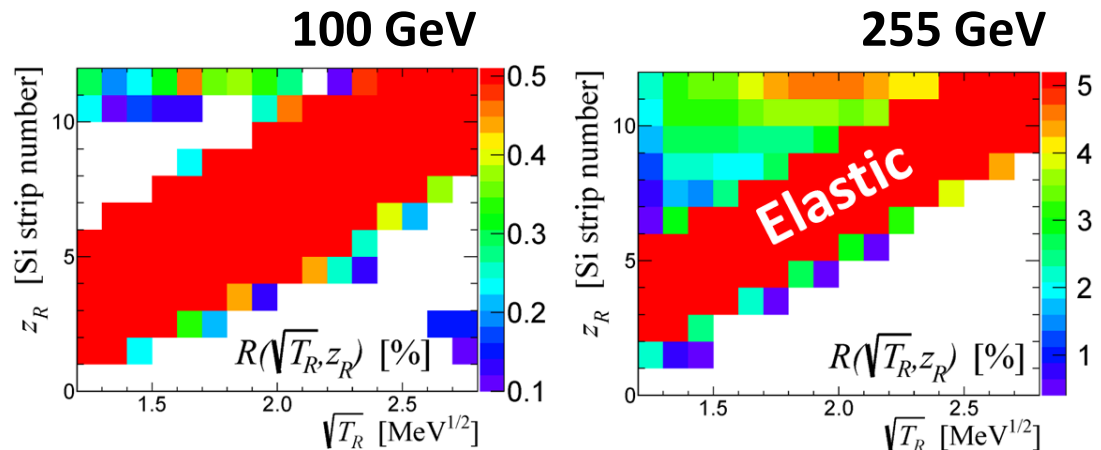 100 GeV
z_R [Si strip number]
10
5
0
1.5
2.0
2.5
√T_R [MeV^1/2]
R(√T_R,z_R) [%]
0.5
0.4
0.3
0.2
0.1
255 GeV
z_R [Si strip number]
10
5
0
1.5
2.0
2.5
√T_R [MeV^1/2]
Elastic
R(√T_R,z_R) [%]
5
4
3
2
1